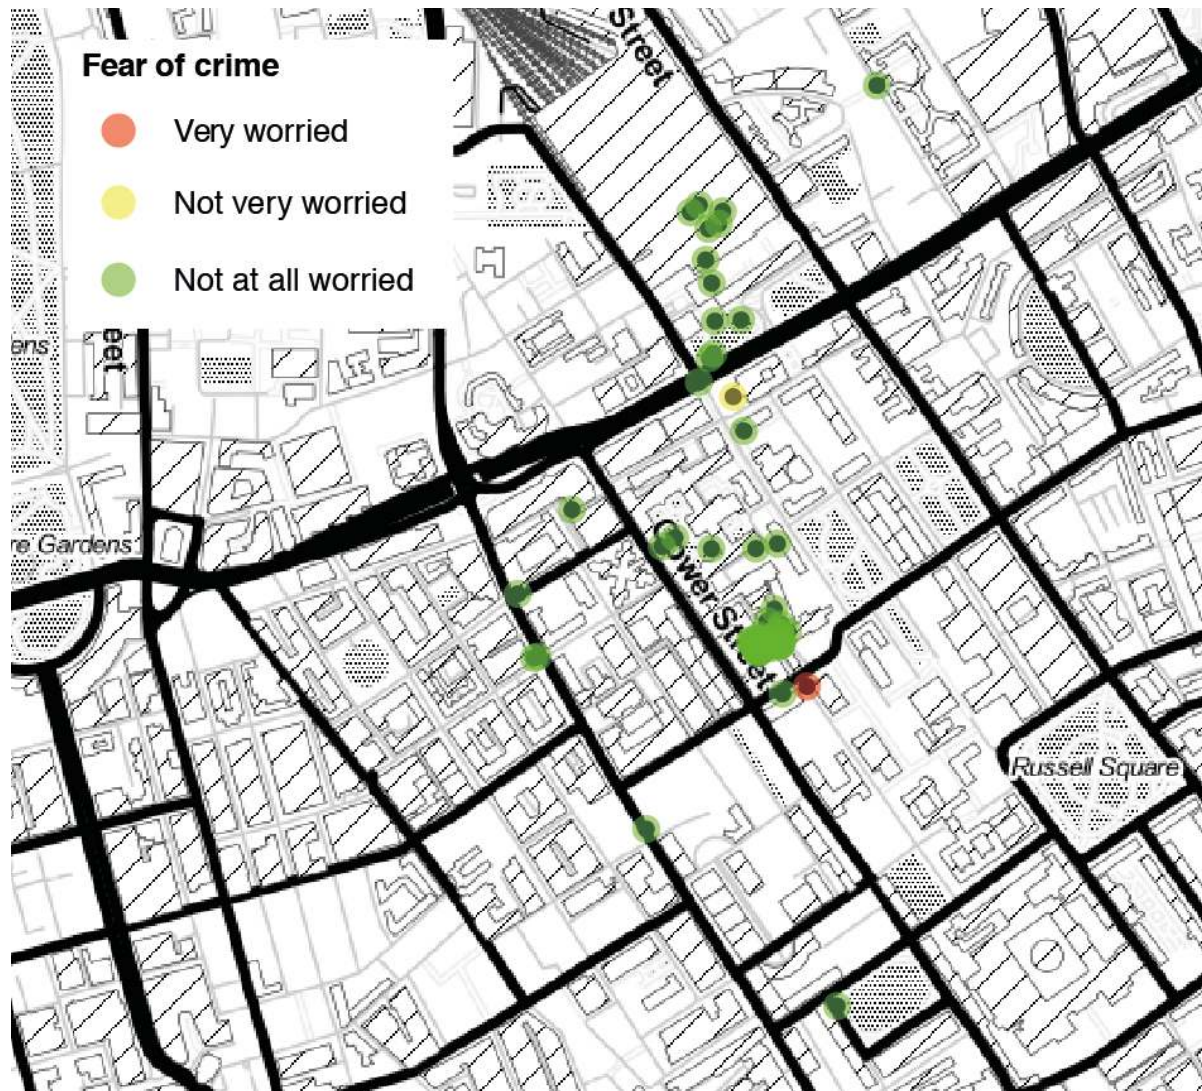 Street
Fear of crime
Very worried
Not very worried
Not at all worried
ens
eet
re Gardens
Gower Street
Russell Square